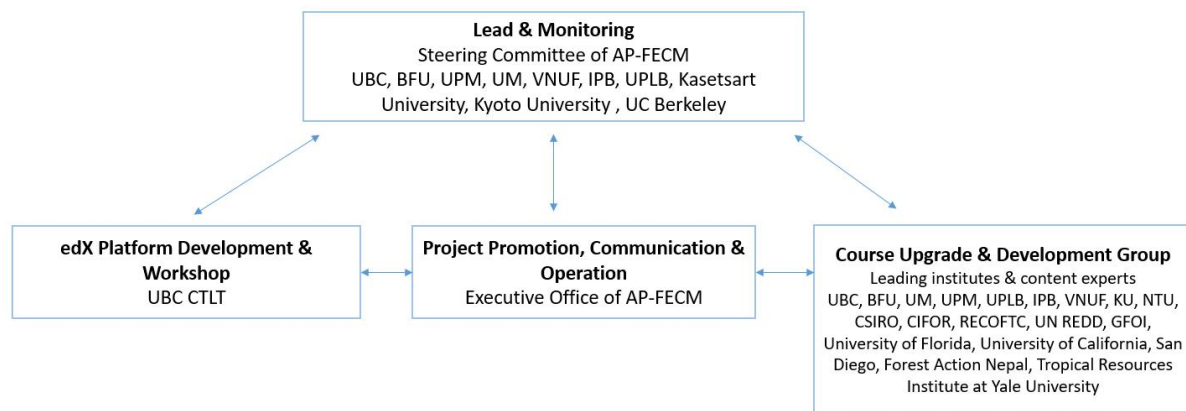 Lead & Monitoring
Steering Committee of AP-FECM
UBC, BFU, UPM, UM, VNUF, IPB, UPLB, Kasetsart
University, Kyoto University , UC Berkeley
edX Platform Development &
Workshop
UBC CTLT
Project Promotion, Communication &
Operation
Executive Office of AP-FECM
Course Upgrade & Development Group
Leading institutes & content experts
UBC, BFU, UM, UPM, UPLB, IPB, VNUF, KU, NTU,
CSIRO, CIFOR, RECOFTC, UN REDD, GFOI,
University of Florida, University of California, San
Diego, Forest Action Nepal, Tropical Resources
Institute at Yale University